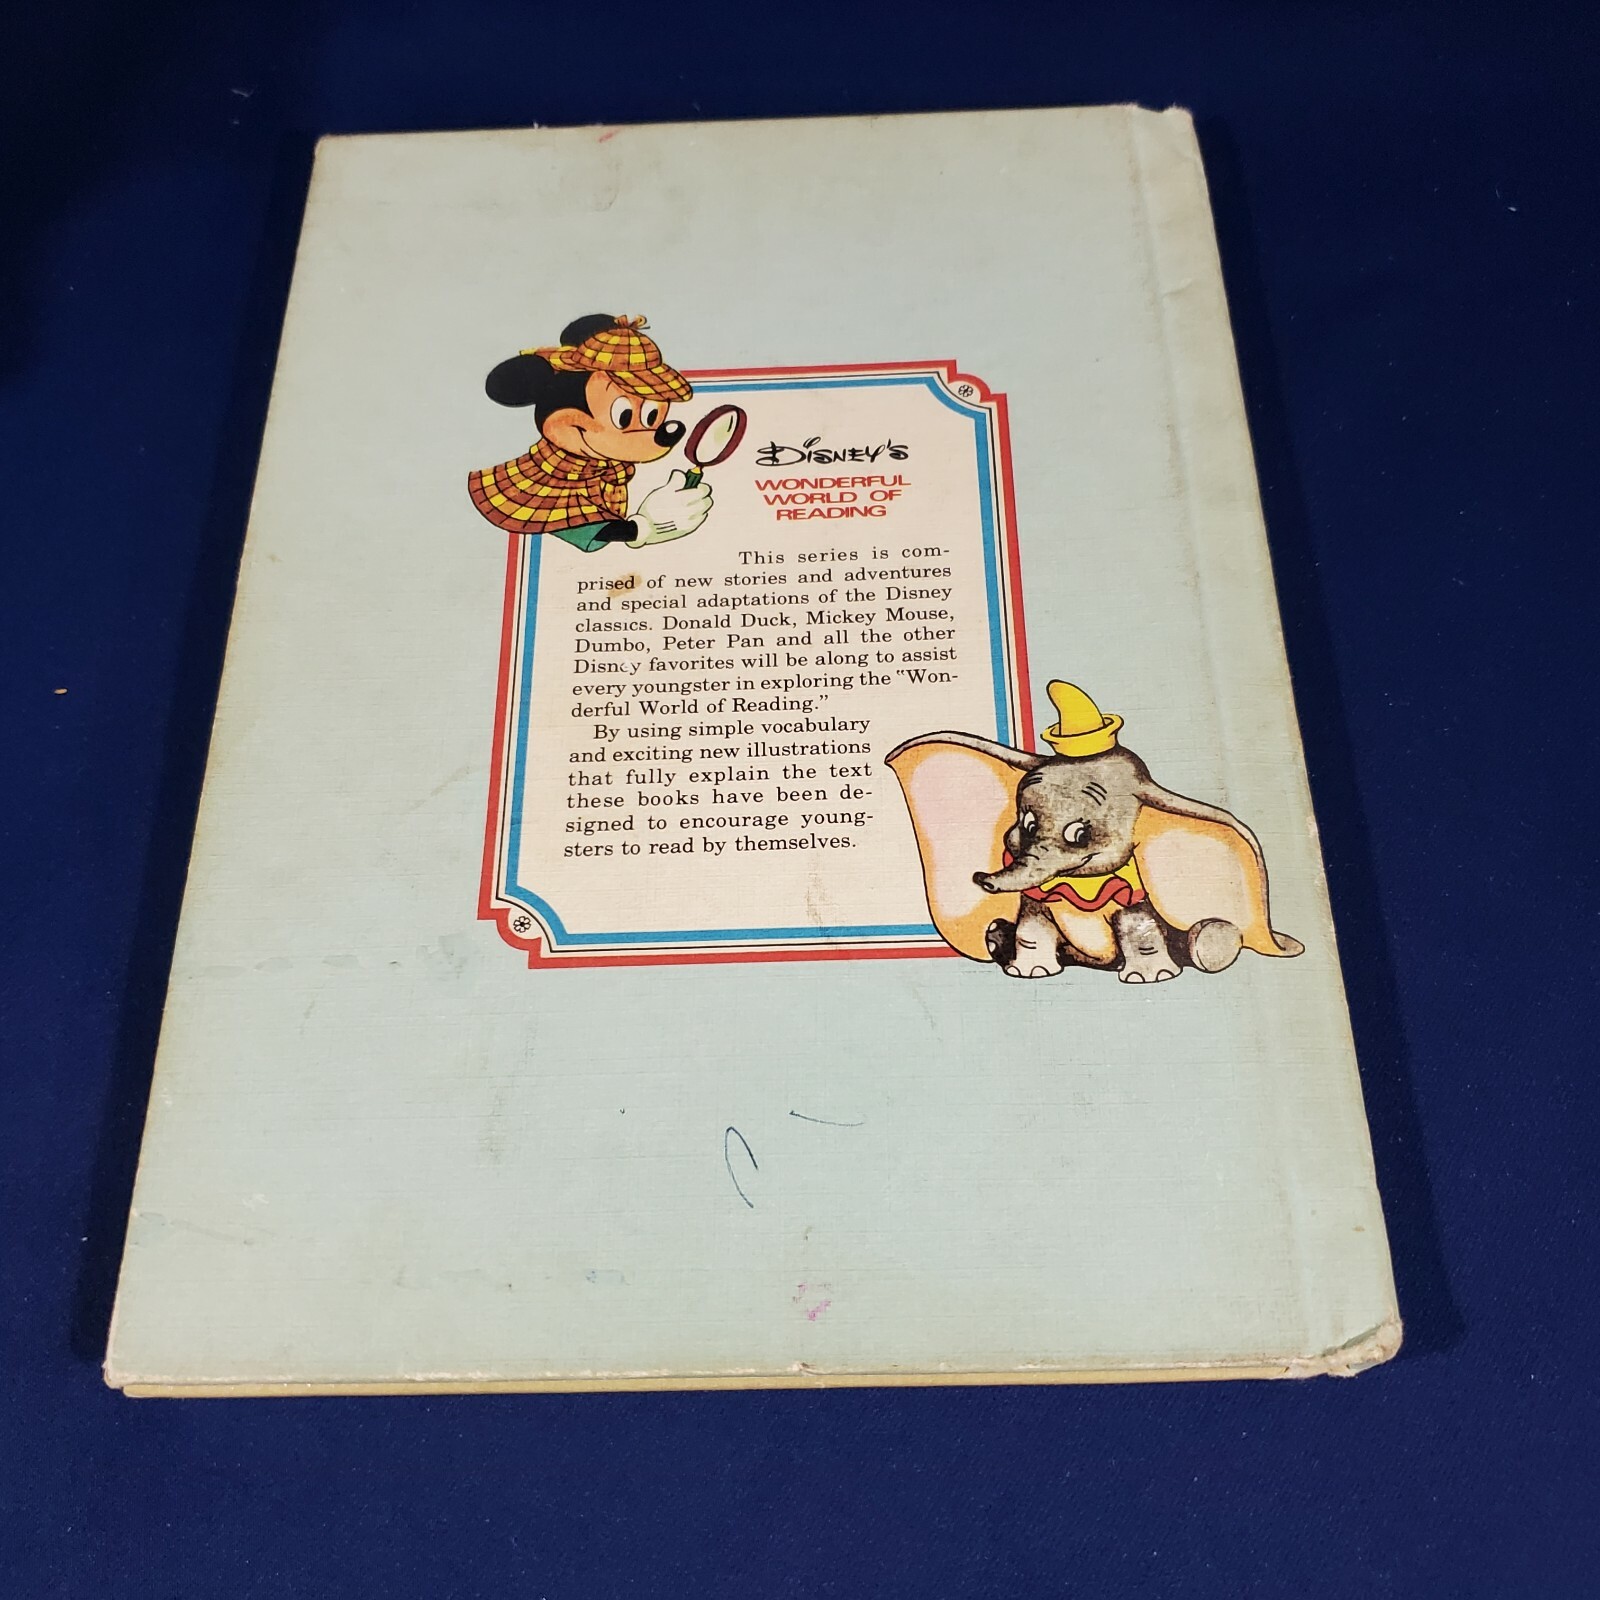 Disney's
WONDERFUL
WORLD OF
READING
This series is com-
prised of new stories and adventures
and special adaptations of the Disney
classics. Donald Duck, Mickey Mouse,
Dumbo, Peter Pan and all the other
Disney favorites will be along to assist
every youngster in exploring the "Won-
derful World of Reading."
By using simple vocabulary
and exciting new illustrations
that fully explain the text
these books have been de-
signed to encourage young-
sters to read by themselves.